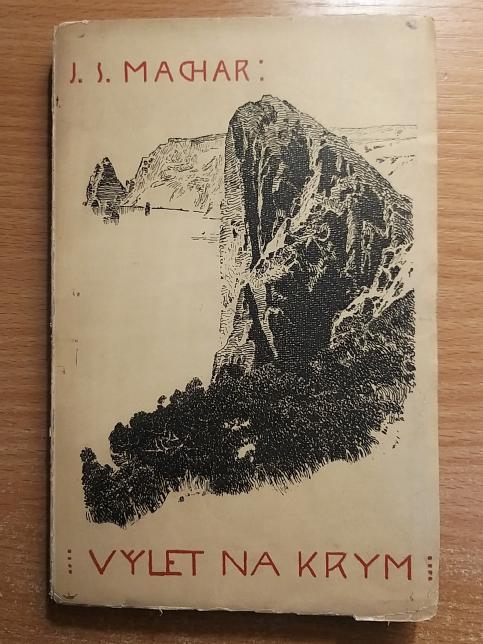 J. S. MACHAR:
VÝLET NA KRYM